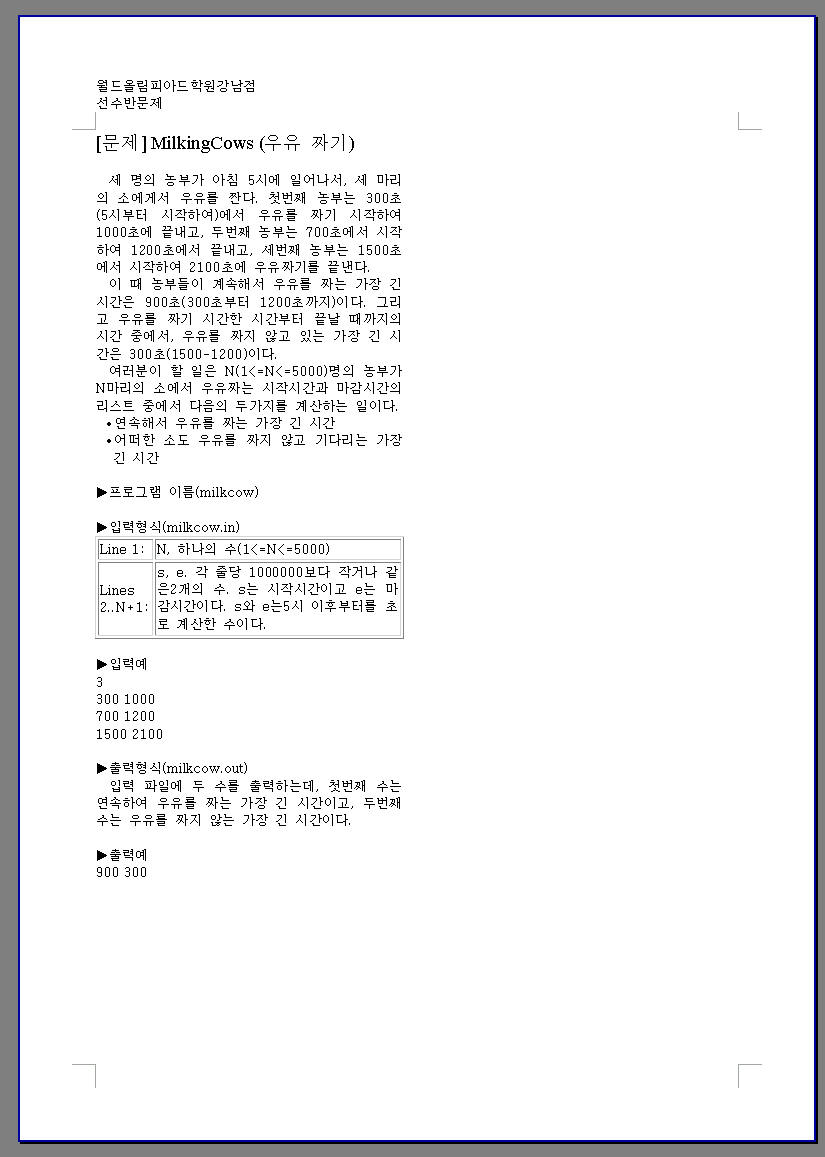 월드올림피아드학원강남점
선수반문제
[문제] MilkingCows (우유 짜기)
세 명의 농부가 아침 5시에 일어나서, 세 마리
의 소에게서 우유를 짠다. 첫번째 농부는 300초
(5시부터 시작하여)에서 우유를 짜기 시작하여
1000초에 끝내고, 두번째 농부는 700초에서 시작
하여 1200초에서 끝내고, 세번째 농부는 1500초
에서 시작하여 2100초에 우유짜기를 끝낸다.
이 때 농부들이 계속해서 우유를 짜는 가장 긴
시간은 900초(300초부터 1200초까지)이다. 그리
고 우유를 짜기 시간한 시간부터 끝날 때까지의
시간 중에서, 우유를 짜지 않고 있는 가장 긴 시
간은 300초(1500-1200)이다.
여러분이 할 일은 N(1<=N<=5000)명의 농부가
N마리의 소에서 우유짜는 시작시간과 마감시간의
리스트 중에서 다음의 두가지를 계산하는 일이다.
•연속해서 우유를 짜는 가장 긴 시간
•어떠한 소도 우유를 짜지 않고 기다리는 가장
긴 시간
▶프로그램 이름(milkcow)
▶입력형식(milkcow.in)
Line 1: N, 하나의 수(1<=N<=5000)
Lines 2..N+1: s, e. 각 줄당 1000000보다 작거나 같
은2개의 수. s는 시작시간이고 e는 마
감시간이다. s와 e는5시 이후부터를 초
로 계산한 수이다.
▶입력예
3
300 1000
700 1200
1500 2100
▶출력형식(milkcow.out)
입력 파일에 두 수를 출력하는데, 첫번째 수는
연속하여 우유를 짜는 가장 긴 시간이고, 두번째
수는 우유를 짜지 않는 가장 긴 시간이다.
▶출력예
900 300